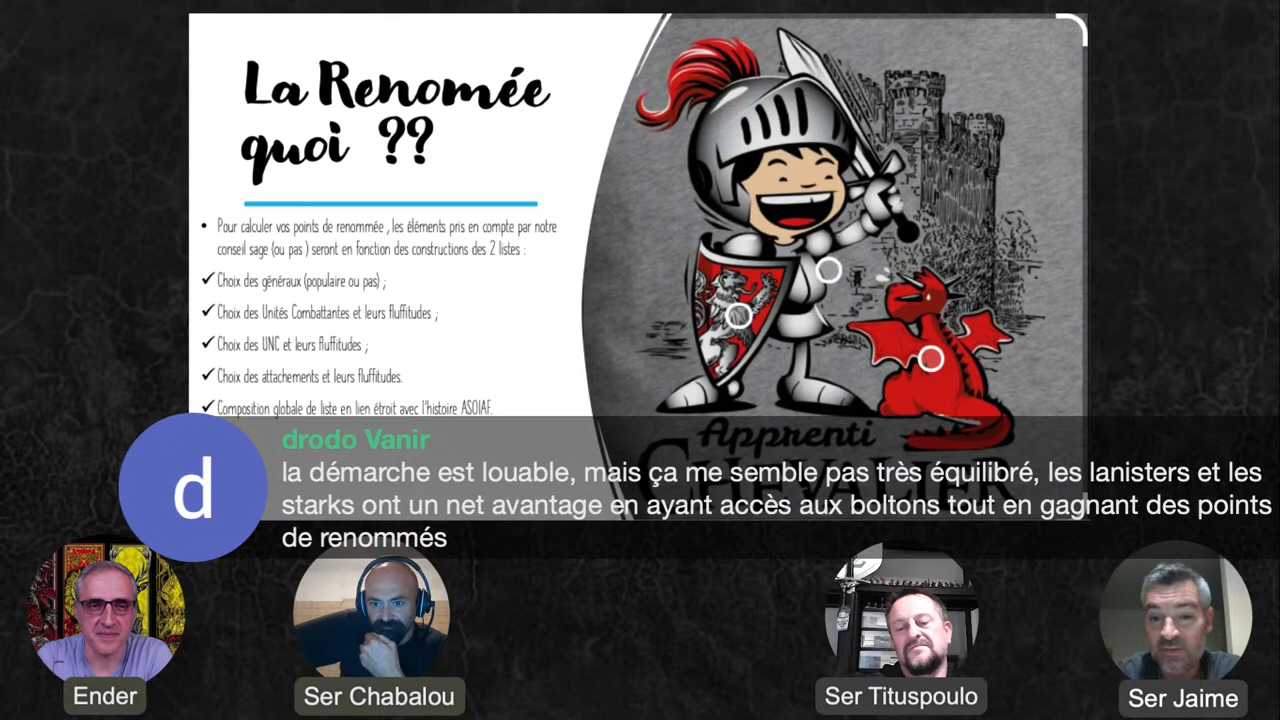 La Renomée
quoi ??
• Pour calculer vos points de renommée , les éléments pris en compte par notre
conseil sage (ou pas ) seront en fonction des constructions des 2 listes :
✓ Choix des généraux (populaire ou pas) ;
✓ Choix des Unités Combattantes et leurs fluffitudes ;
✓ Choix des UNC et leurs fluffitudes ;
✓ Choix des attachements et leurs fluffitudes.
✓ Composition globale de liste en lien étroit avec l'histoire ASOIAF.
Apprenti
CHEVALIER
d
drodo Vanir
la démarche est louable, mais ça me semble pas très équilibré, les lanisters et les
starks ont un net avantage en ayant accès aux boltons tout en gagnant des points
de renommés
Ender
Ser Chabalou
Ser Tituspoulo
Ser Jaime